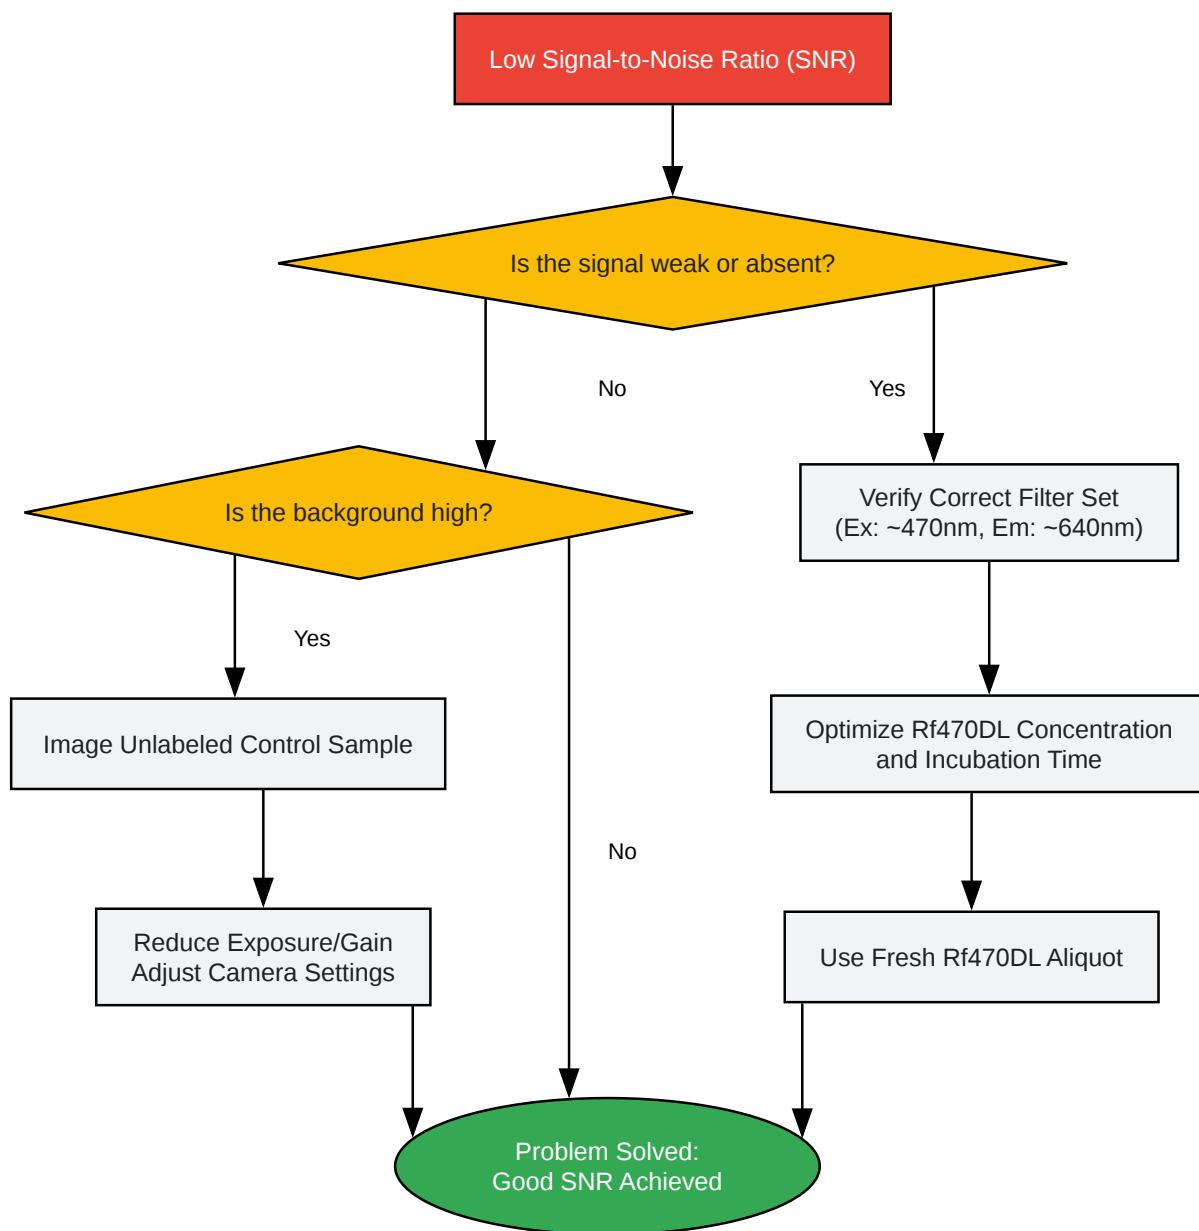 Low Signal-to-Noise Ratio (SNR)
Is the signal weak or absent?
No
Yes
Is the background high?
Verify Correct Filter Set
(Ex: ~470nm, Em: ~640nm)
Yes
Image Unlabeled Control Sample
Optimize Rf470DL Concentration
and Incubation Time
No
Reduce Exposure/Gain
Adjust Camera Settings
Use Fresh Rf470DL Aliquot
Problem Solved:
Good SNR Achieved